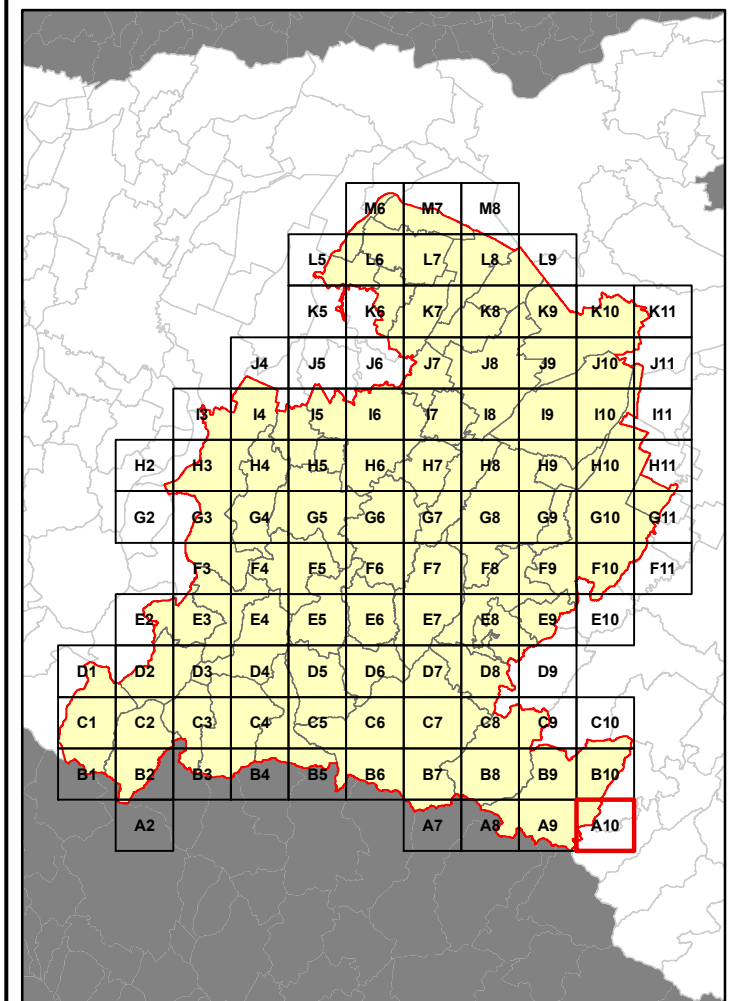 M6 M7 M8
L5 L6 L7 L8 L9
K5 K6 K7 K8 K9 K10 K11
J4 J5 J6 J7 J8 J9 J10 J11
I3 I4 I5 I6 I7 I8 I9 I10 I11
H2 H3 H4 H5 H6 H7 H8 H9 H10 H11
G2 G3 G4 G5 G6 G7 G8 G9 G10 G11
F3 F4 F5 F6 F7 F8 F9 F10 F11
E2 E3 E4 E5 E6 E7 E8 E9 E10
D1 D2 D3 D4 D5 D6 D7 D8 D9
C1 C2 C3 C4 C5 C6 C7 C8 C9 C10
B1 B2 B3 B4 B5 B6 B7 B8 B9 B10
A2 A7 A8 A9 A10